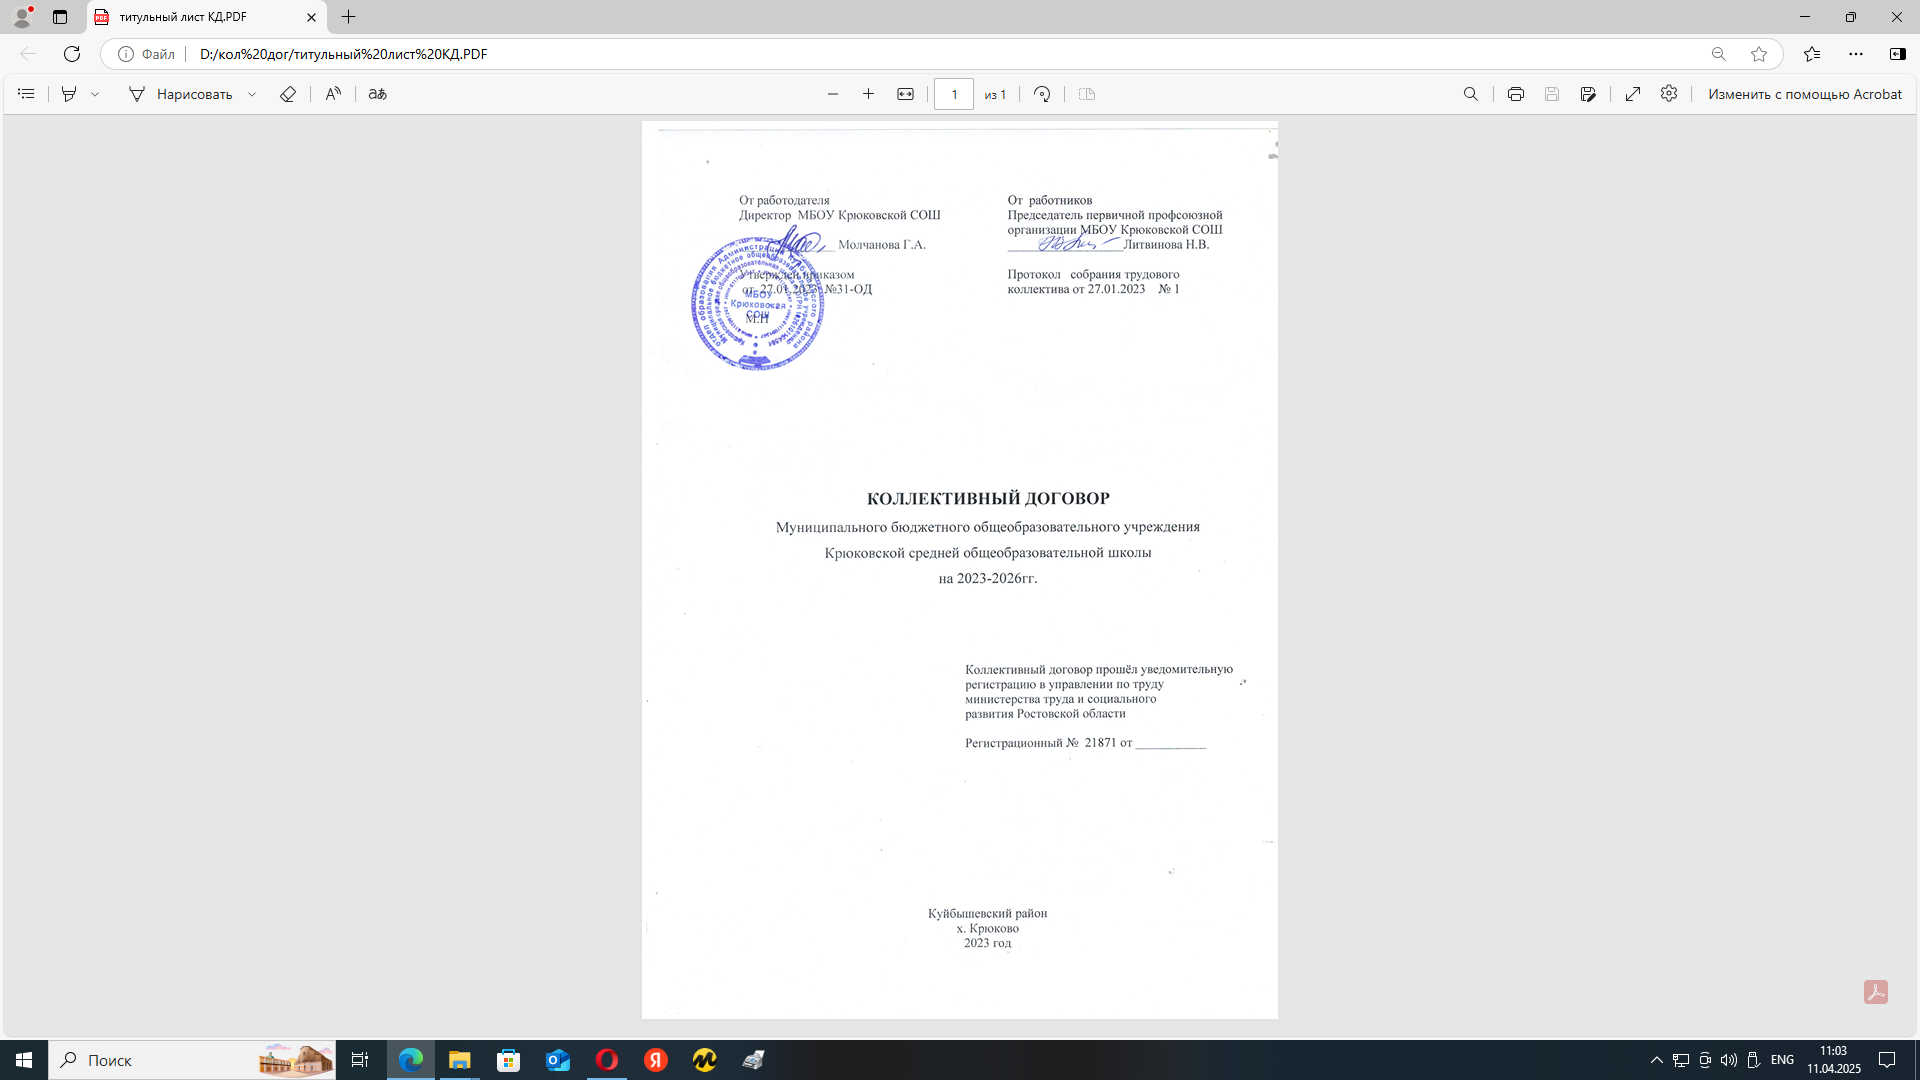 титульный лист КД.PDF
Файл D:/кол%20дог/титульный%20лист%20КД.PDF
Нарисовать 1 из 1 Изменить с помощью Acrobat
От работодателя
Директор МБОУ Крюковской СОШ
Молчанова Г.А.
Утвержден приказом
от 27.01.2023 №31-ОД
М.П
МБОУ
Крюковская
СОШ
От работников
Председатель первичной профсоюзной
организации МБОУ Крюковской СОШ
Литвинова Н.В.
Протокол собрания трудового
коллектива от 27.01.2023 № 1
КОЛЛЕКТИВНЫЙ ДОГОВОР
Муниципального бюджетного общеобразовательного учреждения
Крюковской средней общеобразовательной школы
на 2023-2026гг.
Коллективный договор прошёл уведомительную
регистрацию в управлении по труду
министерства труда и социального
развития Ростовской области
Регистрационный № 21871 от ___________
Куйбышевский район
х. Крюково
2023 год
Поиск
ENG
11:03
11.04.2025